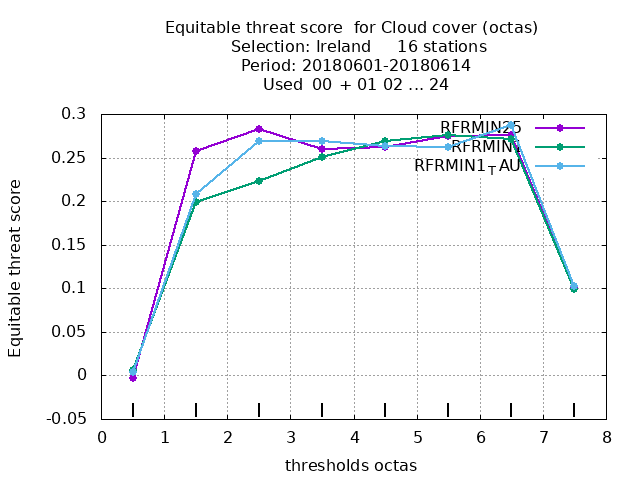 Equitable threat score for Cloud cover (octas)
Selection: Ireland 16 stations
Period: 20180601-20180614
Used 00 + 01 02 ... 24
0.3
0.25
0.2
0.15
0.1
0.05
0
-0.05
Equitable threat score
RFRMIN25
RFRMIN1
RFRMIN1TAU
0 1 2 3 4 5 6 7 8
thresholds octas